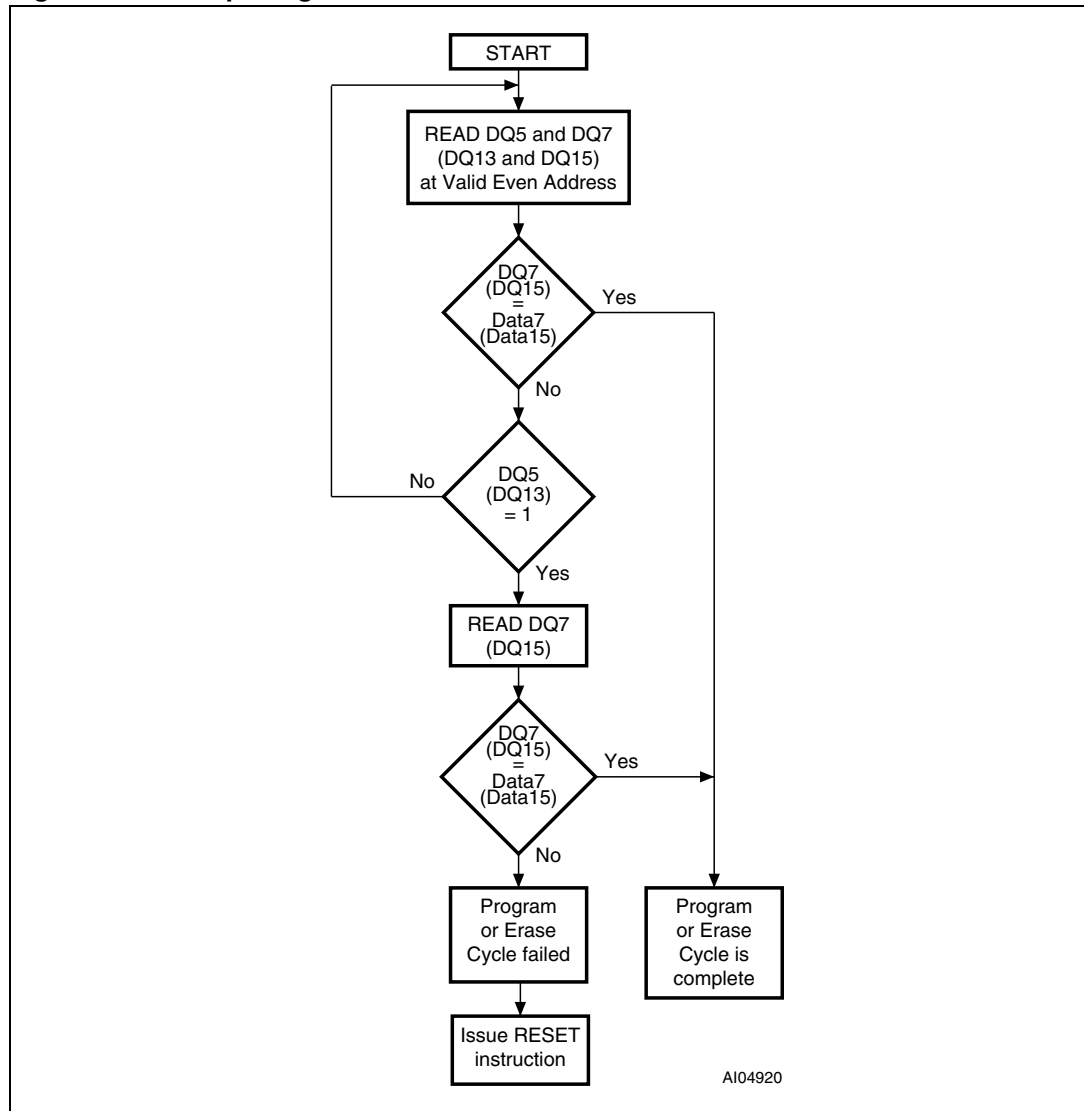 START
READ DQ5 and DQ7
(DQ13 and DQ15)
at Valid Even Address
DQ7
(DQ15)
=
Data7
(Data15)
Yes
No
DQ5
(DQ13)
= 1
No
Yes
READ DQ7
(DQ15)
DQ7
(DQ15)
=
Data7
(Data15)
Yes
No
Program
or Erase
Cycle failed
Program
or Erase
Cycle is
complete
Issue RESET
instruction
AI04920